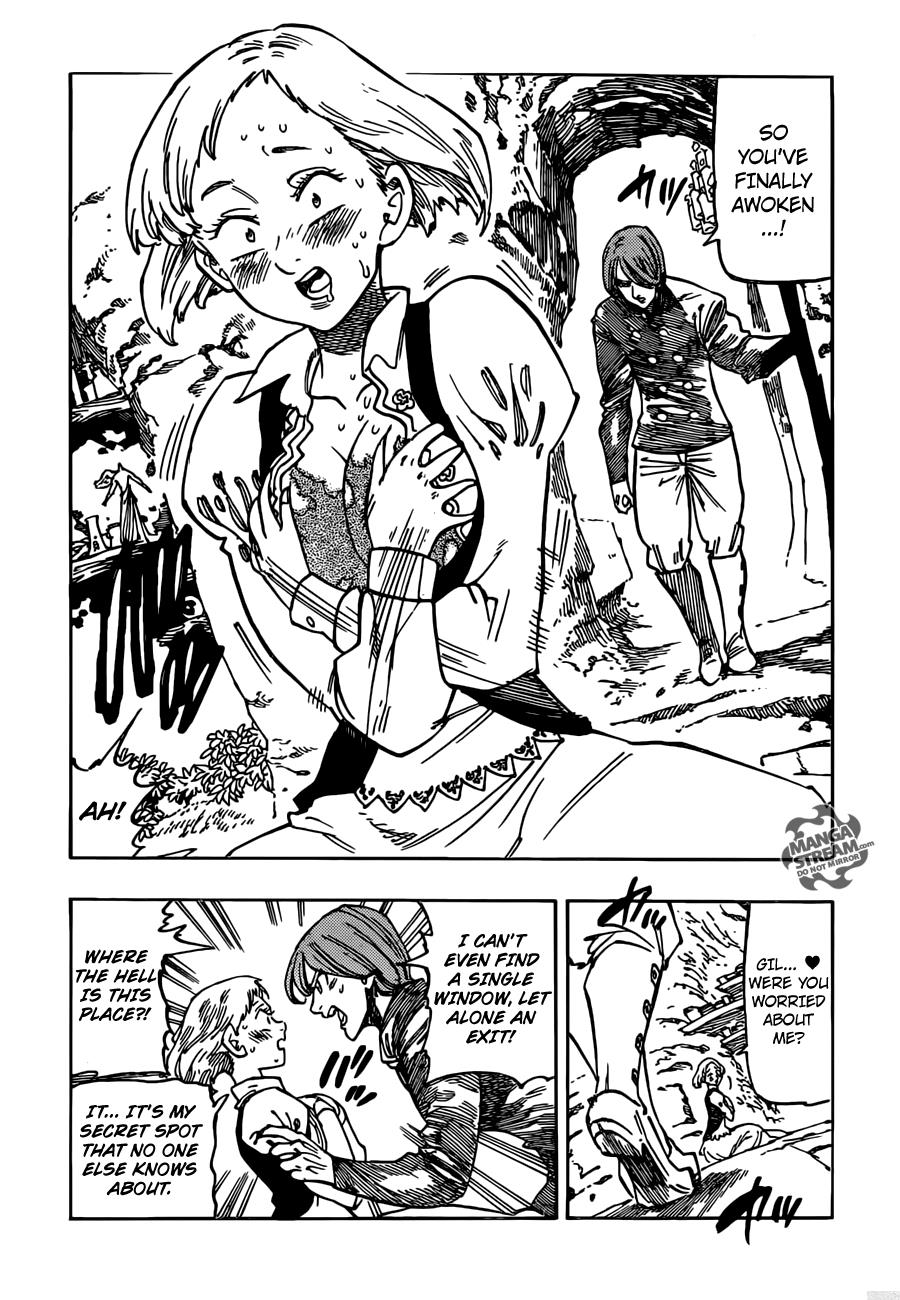 SO
YOU'VE
FINALLY
AWOKEN
...!
AH!
MANGA
STREAM.com
DO NOT MIRROR
GIL... ♥
WERE YOU
WORRIED
ABOUT
ME?
I CAN'T
EVEN FIND
A SINGLE
WINDOW, LET
ALONE AN
EXIT!
WHERE
THE HELL
IS THIS
PLACE?!
IT... IT'S MY
SECRET SPOT
THAT NO ONE
ELSE KNOWS
ABOUT.